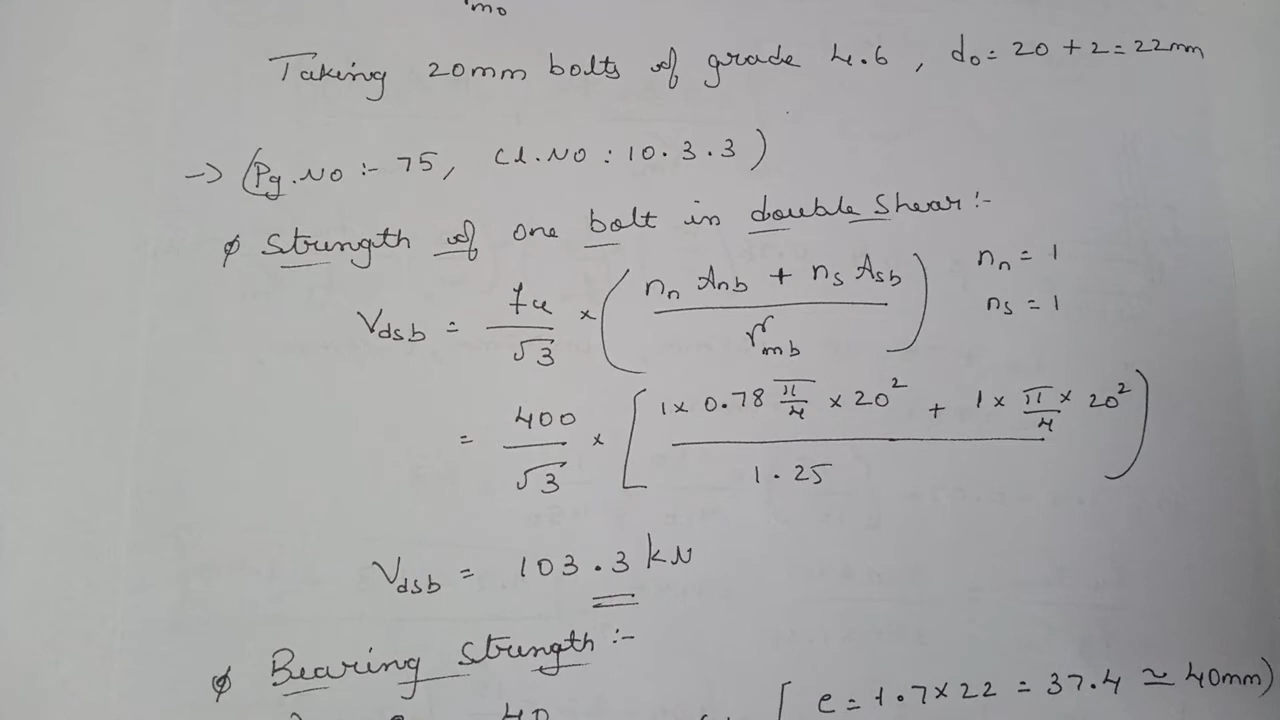 mo
Taking 20mm bolts of grade 4.6, do = 20 + 2 = 22mm
-> (Pg.No :- 75, Cl.No : 10.3.3)
ɸ Strength of one bolt in double Shear :-
Vdsb = fu/√3 × ((nn Anb + ns Asb)/γmb) nn = 1
ns = 1
= 400/√3 × [(1 × 0.78 π/4 × 20² + 1 × π/4 × 20²)/1.25]
Vdsb = 103.3 kN
ɸ Bearing strength :-
40 [e = 1.7 × 22 = 37.4 ≃ 40mm)